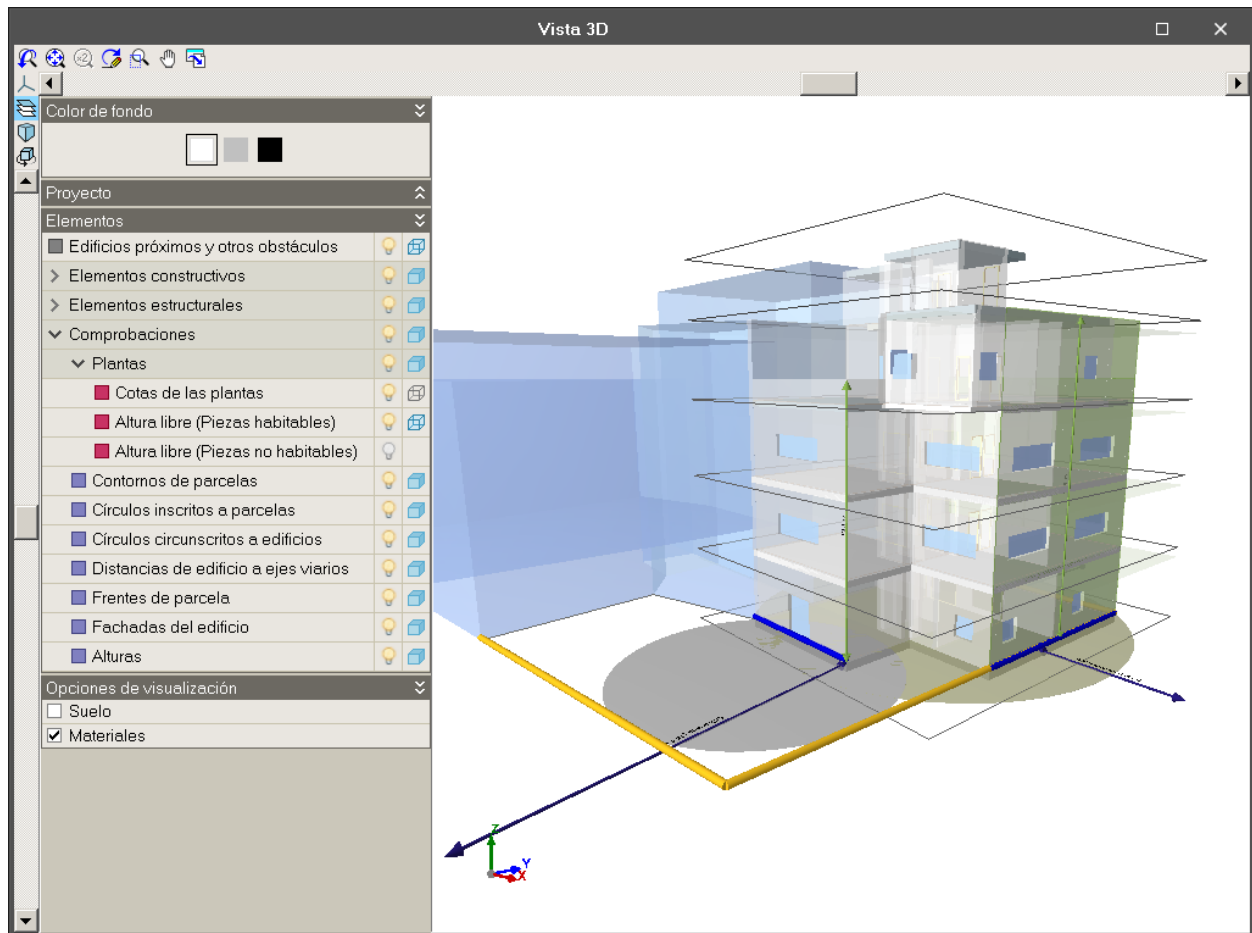 Vista 3D
x2
Color de fondo
Proyecto
Elementos
Edificios próximos y otros obstáculos
Elementos constructivos
Elementos estructurales
Comprobaciones
Plantas
Cotas de las plantas
Altura libre (Piezas habitables)
Altura libre (Piezas no habitables)
Contornos de parcelas
Círculos inscritos a parcelas
Círculos circunscritos a edificios
Distancias de edificio a ejes viarios
Frentes de parcela
Fachadas del edificio
Alturas
Opciones de visualización
Suelo
Materiales
Z
Y
X